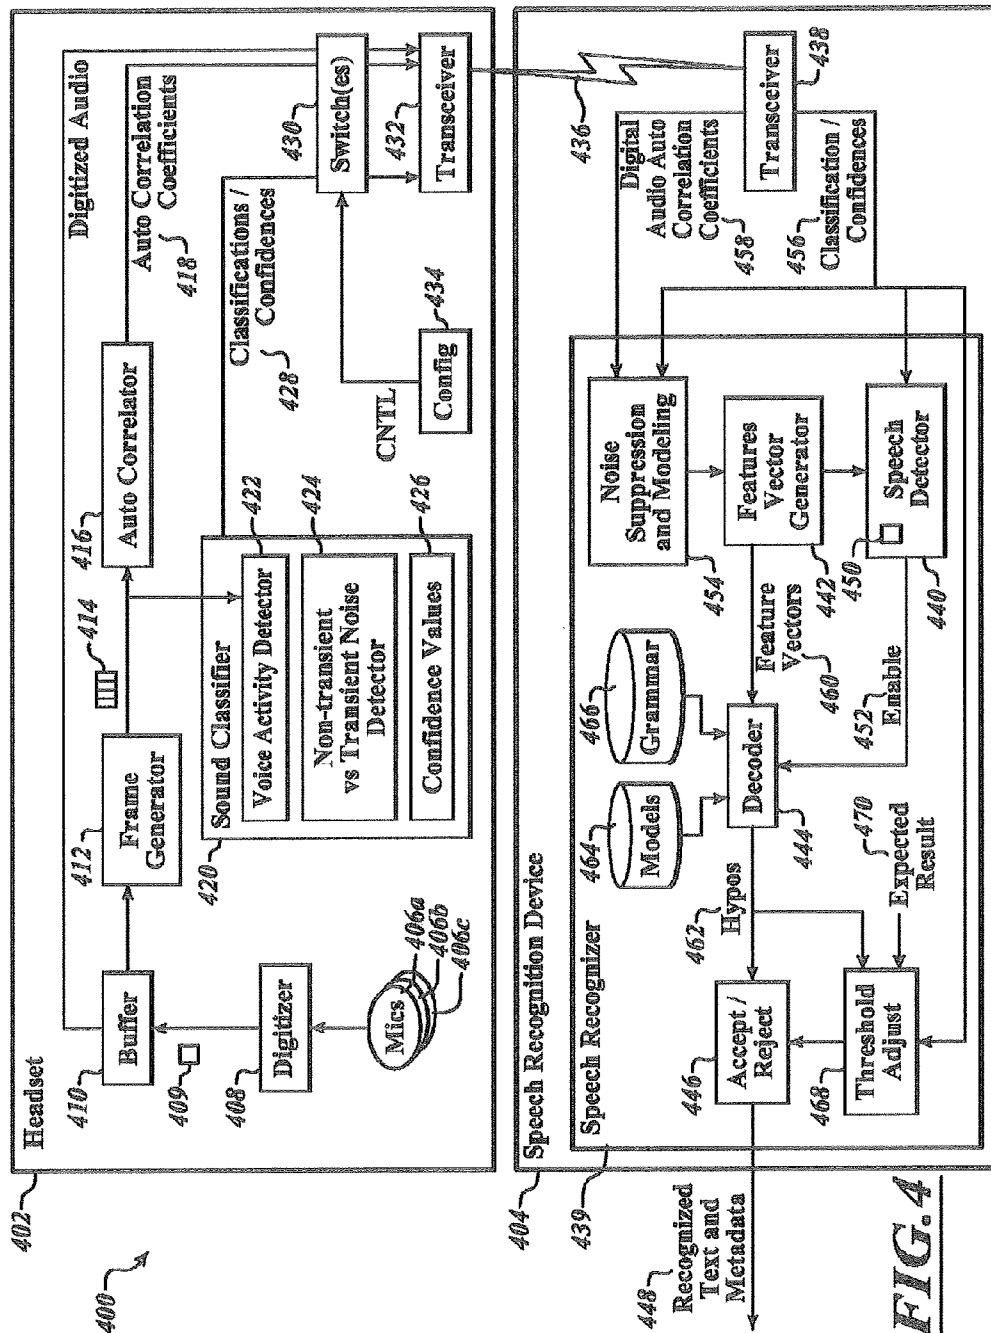 400
402
Headset
Digitized Audio
410
Buffer
409
408
Digitizer
Mics
406a
406b
406c
412
Frame
Generator
414
416
Auto Correlator
Auto Correlation
Coefficients
418
420
Sound Classifier
Voice Activity Detector
422
Non-transient
vs Transient Noise
Detector
424
Confidence Values
426
Classifications /
Confidences
428
CNTL
Config
434
430
Switch(es)
432
Transceiver
436
404
Speech Recognition Device
439
Speech Recognizer
438
Transceiver
Digital
Audio Auto
Correlation
Coefficients
458
456
Classification /
Confidences
Noise
Suppression
and Modeling
454
Features
Vector
Generator
442
450
Speech
Detector
440
Feature
Vectors
460
452
Enable
466
Grammar
464
Models
Decoder
444
462
Hypos
470
Expected
Result
446
Accept /
Reject
468
Threshold
Adjust
448
Recognized
Text and
Metadata
FIG.4